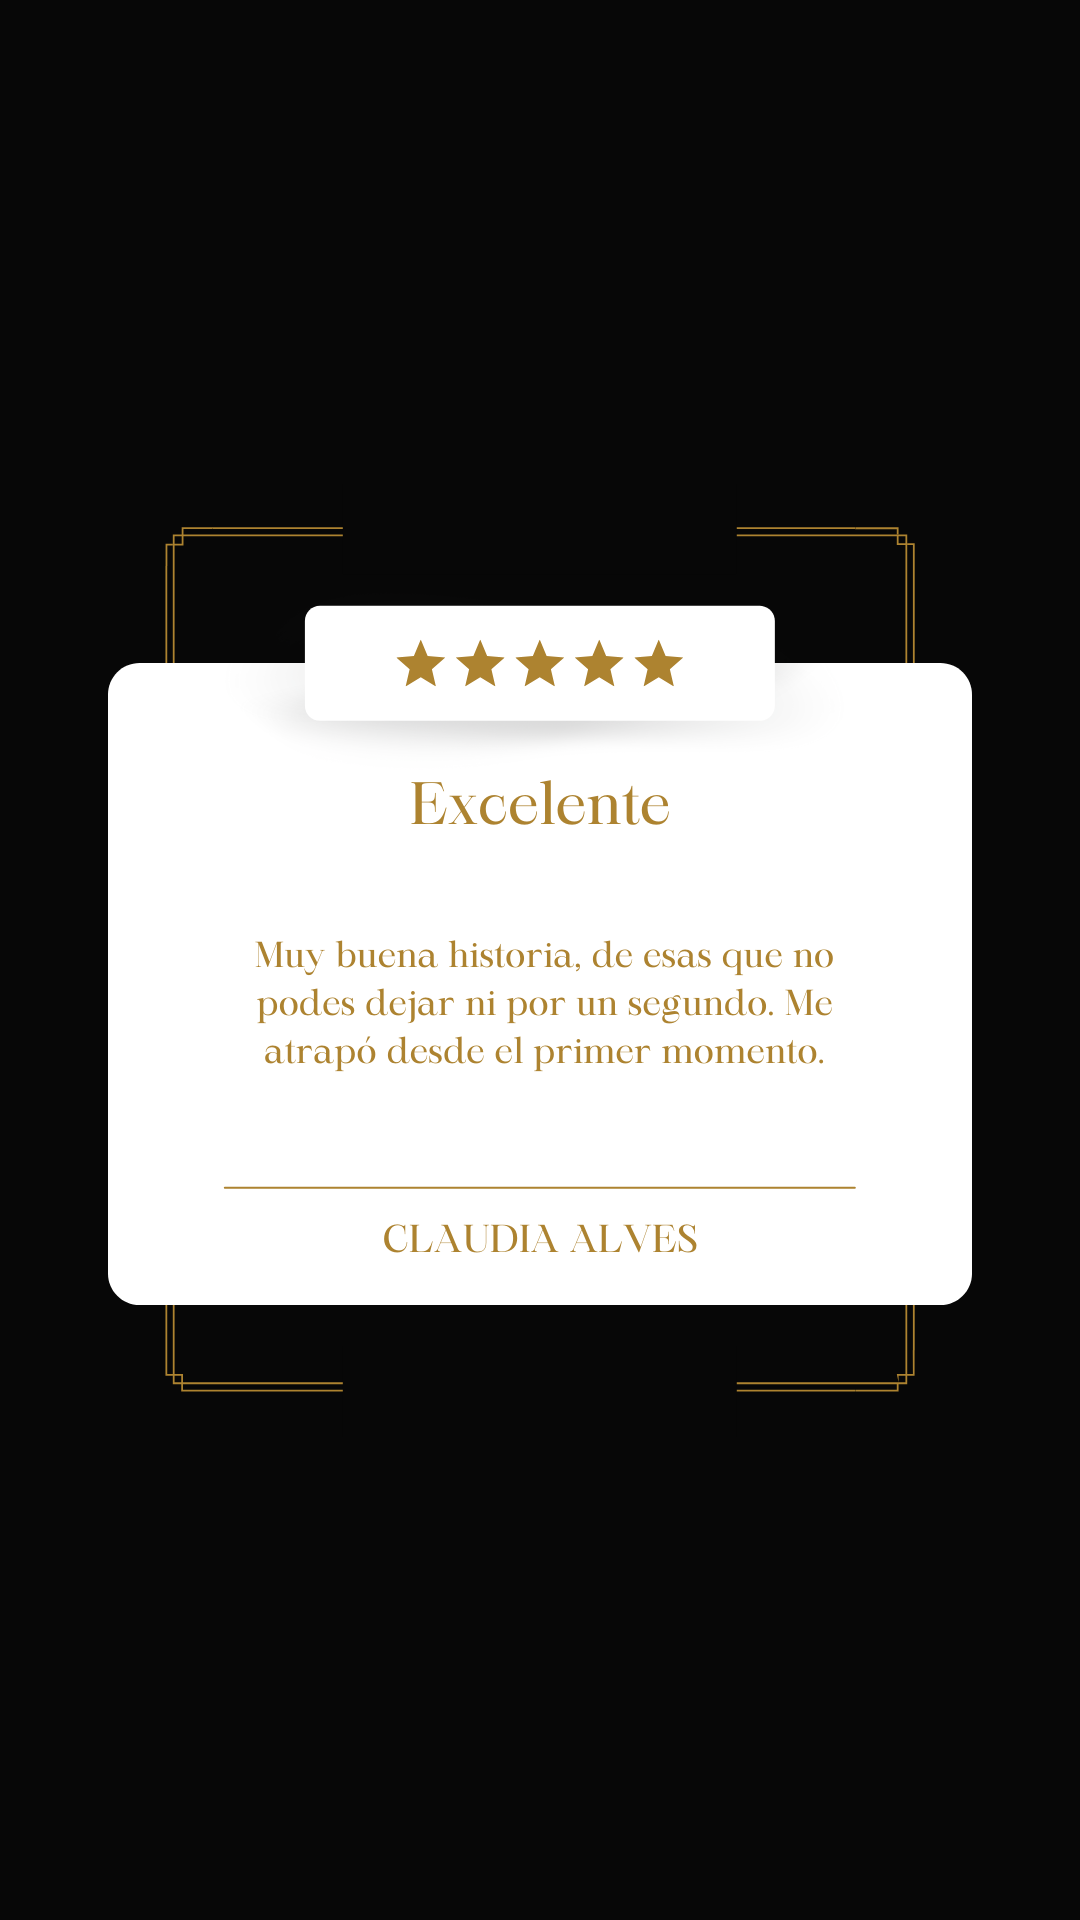 Excelente
Muy buena historia, de esas que no
podes dejar ni por un segundo. Me
atrapó desde el primer momento.
CLAUDIA ALVES